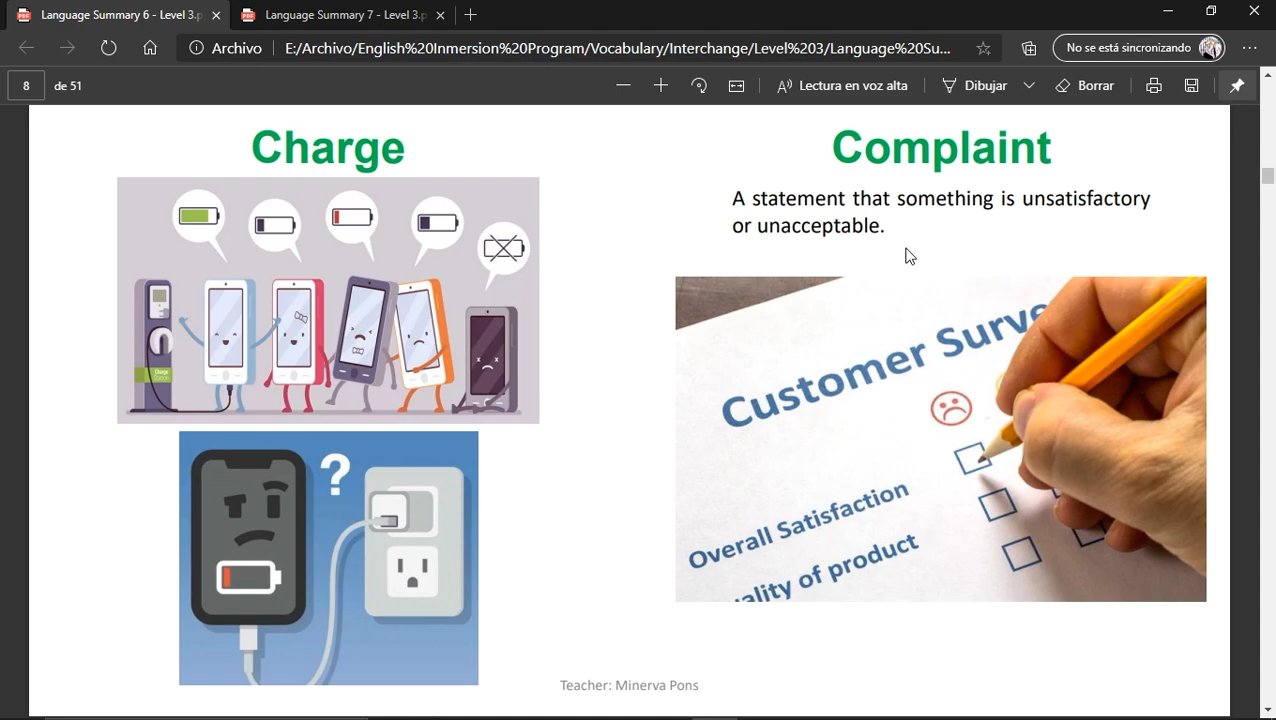 Language Summary 6 - Level 3.p
Language Summary 7 - Level 3.p
Archivo
E:/Archivo/English%20Inmersion%20Program/Vocabulary/Interchange/Level%203/Language%20Su...
No se está sincronizando
8
de 51
Lectura en voz alta
Dibujar
Borrar
Charge
Complaint
A statement that something is unsatisfactory
or unacceptable.
Customer Surve
Overall Satisfaction
ality of product
?
Teacher: Minerva Pons